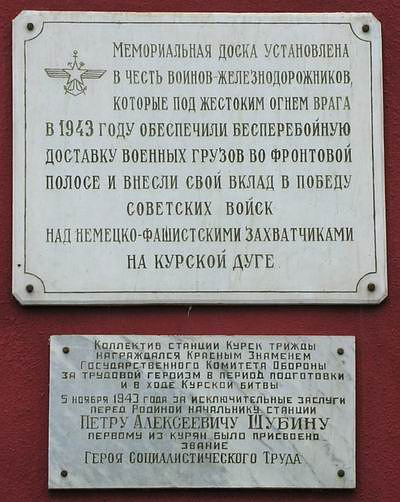 Мемориальная доска установлена
в честь воинов-железнодорожников,
которые под жестоким огнем врага
в 1943 году обеспечили бесперебойную
доставку военных грузов во фронтовой
полосе и внесли свой вклад в победу
советских войск
над немецко-фашистскими захватчиками
на Курской дуге
Коллектив станции Курск трижды
награждался Красным Знаменем
Государственного Комитета Обороны
за трудовой героизм в период подготовки
и в ходе Курской битвы
5 ноября 1943 года за исключительные заслуги
перед Родиной начальнику станции
Петру Алексеевичу Шубину
первому из курян было присвоено
звание
Героя Социалистического Труда